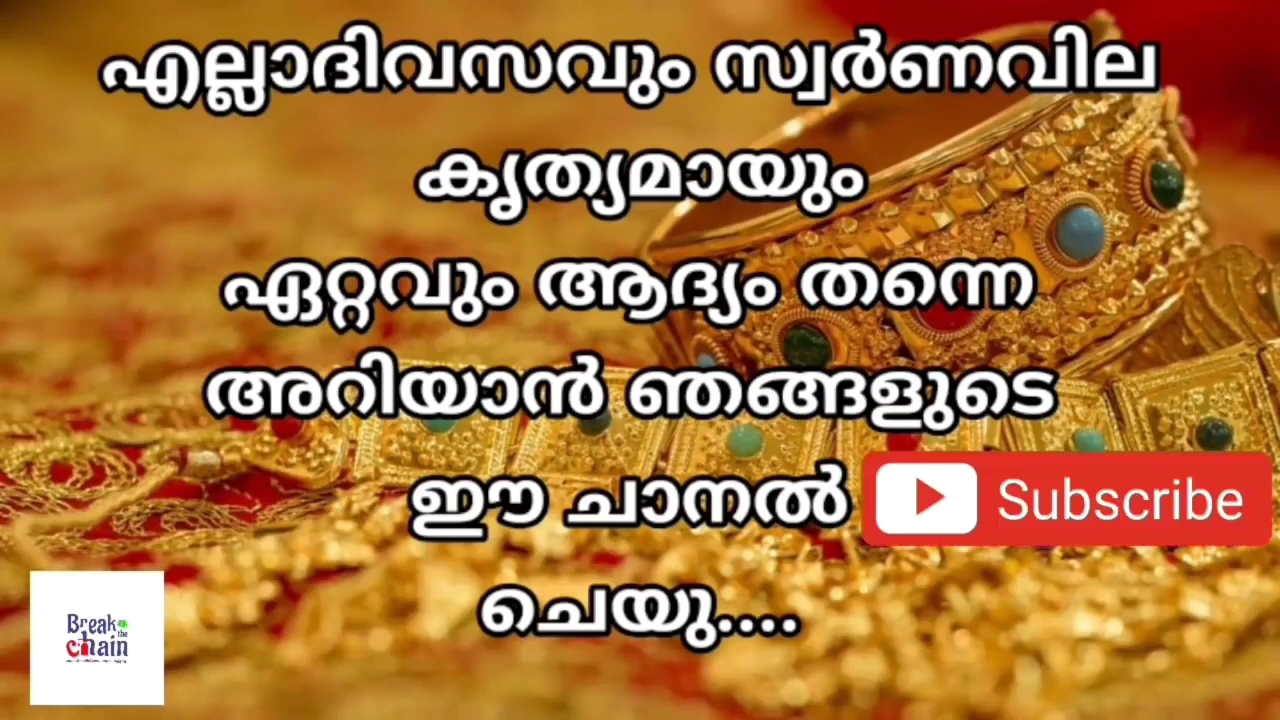 എല്ലാദിവസവും സ്വർണവില
കൃത്യമായും
ഏറ്റവും ആദ്യം തന്നെ
അറിയാൻ ഞങ്ങളുടെ
ഈ ചാനൽ Subscribe
ചെയു....
Break
the
chain